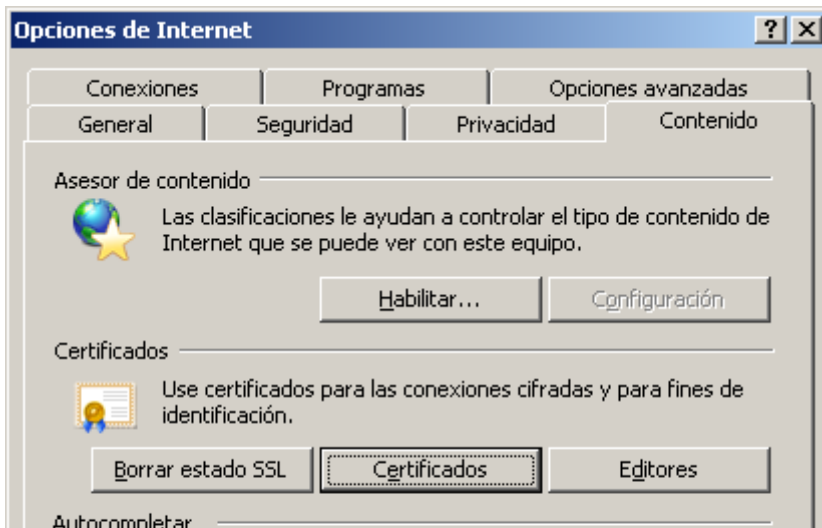 Opciones de Internet
Conexiones Programas Opciones avanzadas
General Seguridad Privacidad Contenido
Asesor de contenido
Las clasificaciones le ayudan a controlar el tipo de contenido de
Internet que se puede ver con este equipo.
Habilitar... Configuración
Certificados
Use certificados para las conexiones cifradas y para fines de
identificación.
Borrar estado SSL Certificados Editores
Autocompletar